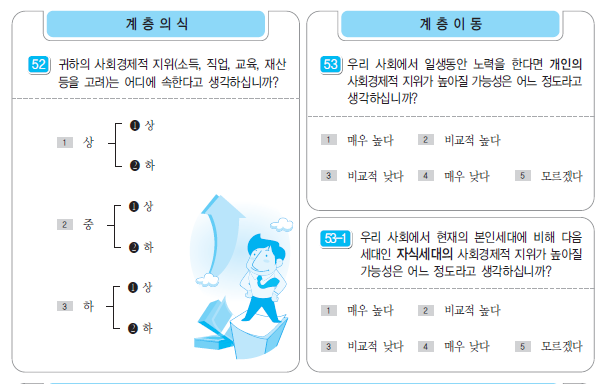 계층의식
52 귀하의 사회경제적 지위(소득, 직업, 교육, 재산
등을 고려)는 어디에 속한다고 생각하십니까?
1 상
❶ 상
❷ 하
2 중
❶ 상
❷ 하
3 하
❶ 상
❷ 하
계층이동
53 우리 사회에서 일생동안 노력을 한다면 개인의
사회경제적 지위가 높아질 가능성은 어느 정도라고
생각하십니까?
1 매우 높다 2 비교적 높다
3 비교적 낮다 4 매우 낮다 5 모르겠다
53-1 우리 사회에서 현재의 본인세대에 비해 다음
세대인 자식세대의 사회경제적 지위가 높아질
가능성은 어느 정도라고 생각하십니까?
1 매우 높다 2 비교적 높다
3 비교적 낮다 4 매우 낮다 5 모르겠다